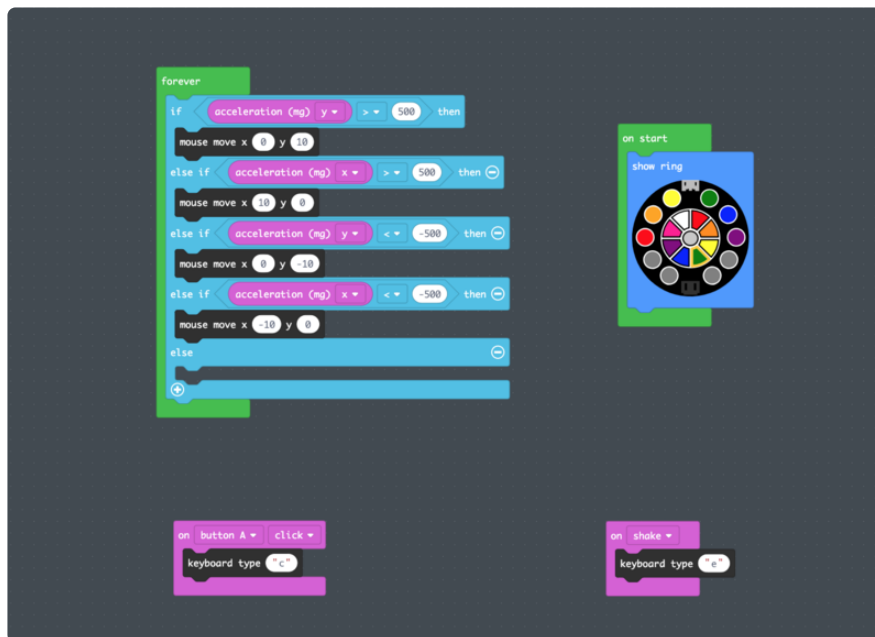 forever
if acceleration (mg) y > 500 then
mouse move x 0 y 10
else if acceleration (mg) x > 500 then
mouse move x 10 y 0
else if acceleration (mg) y < -500 then
mouse move x 0 y -10
else if acceleration (mg) x < -500 then
mouse move x -10 y 0
else
on start
show ring
on button A click
keyboard type "c"
on shake
keyboard type "e"